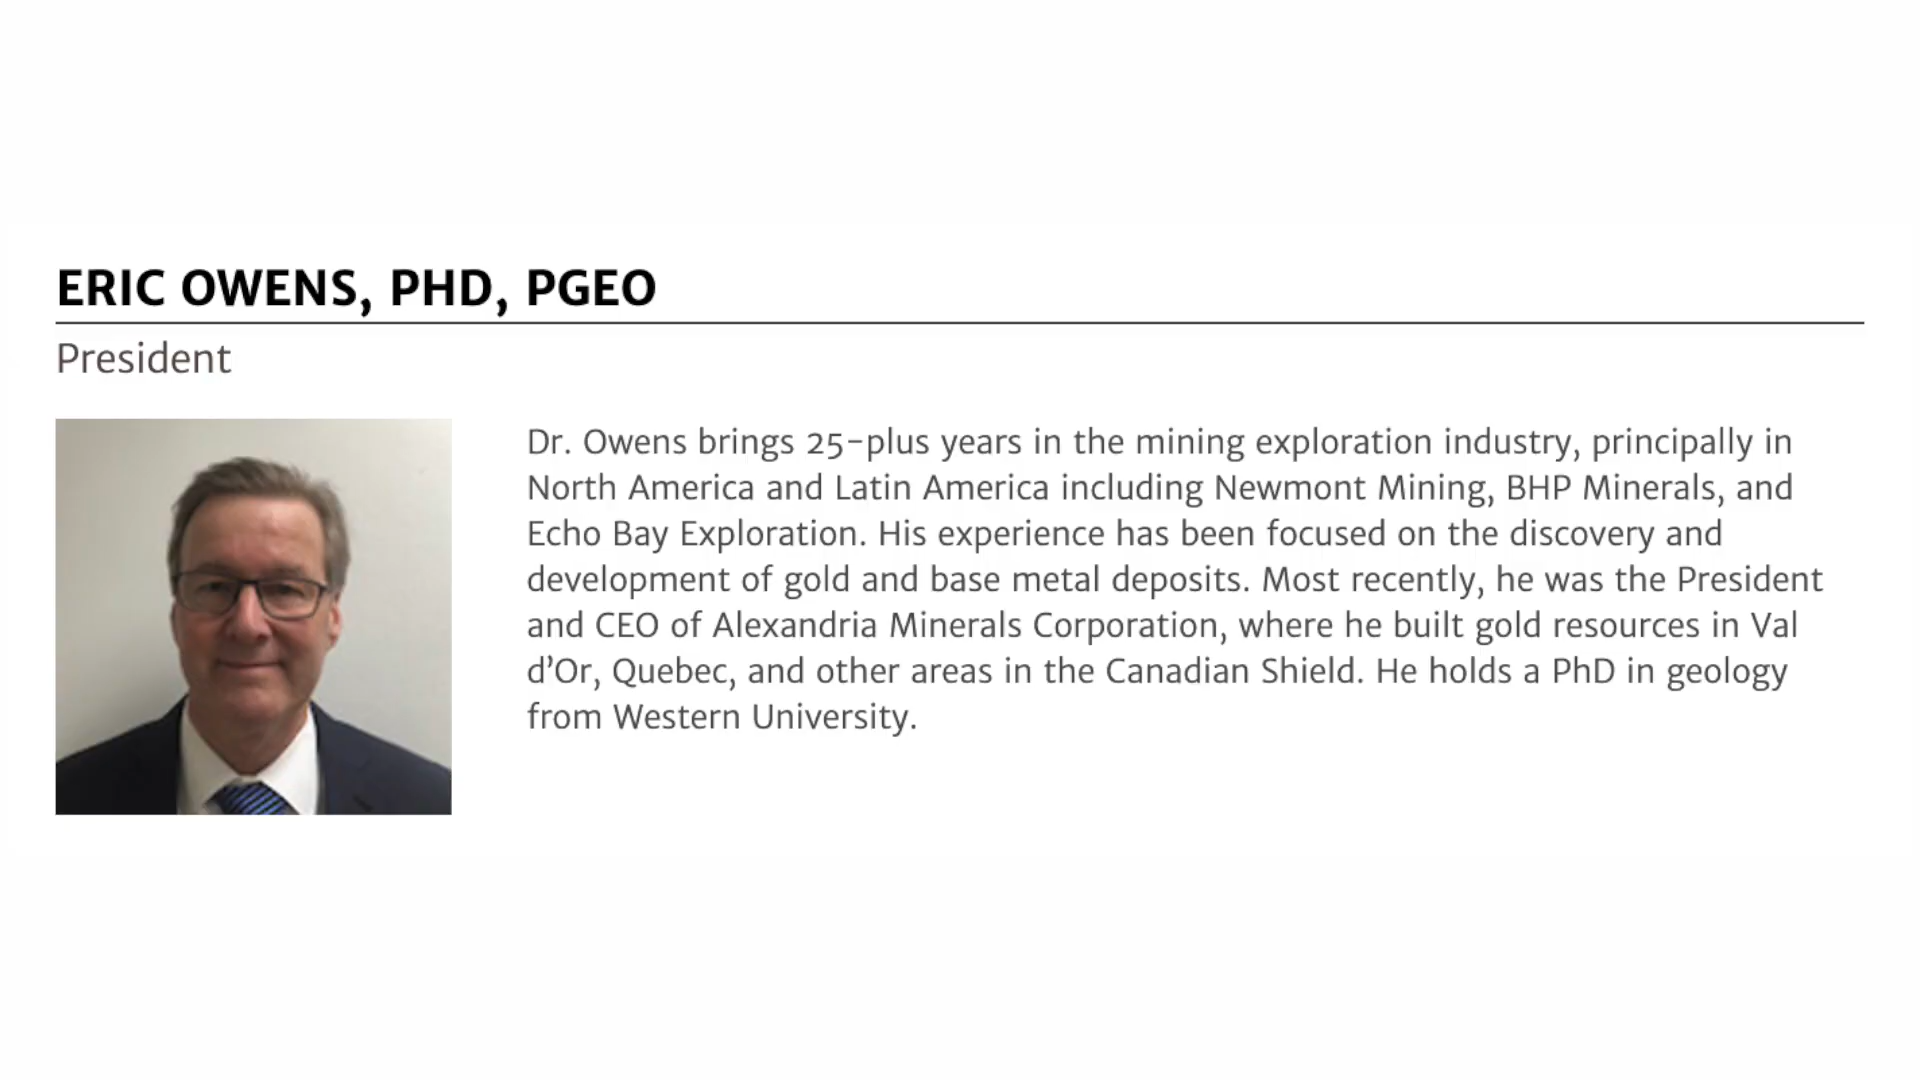 ERIC OWENS, PHD, PGEO
President
Dr. Owens brings 25-plus years in the mining exploration industry, principally in
North America and Latin America including Newmont Mining, BHP Minerals, and
Echo Bay Exploration. His experience has been focused on the discovery and
development of gold and base metal deposits. Most recently, he was the President
and CEO of Alexandria Minerals Corporation, where he built gold resources in Val
d’Or, Quebec, and other areas in the Canadian Shield. He holds a PhD in geology
from Western University.